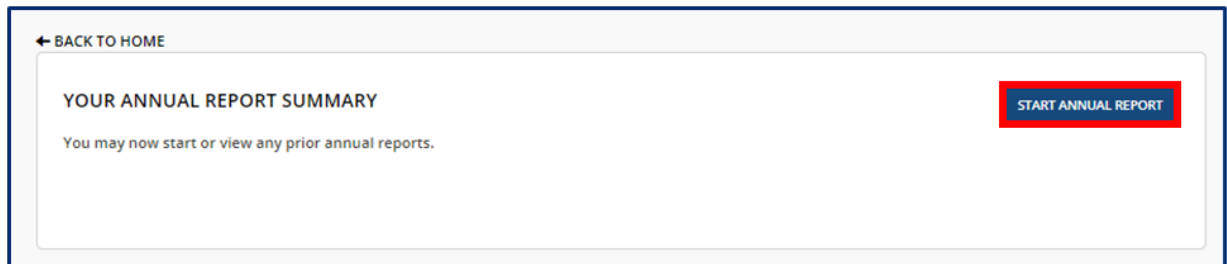 ← BACK TO HOME
YOUR ANNUAL REPORT SUMMARY
START ANNUAL REPORT
You may now start or view any prior annual reports.